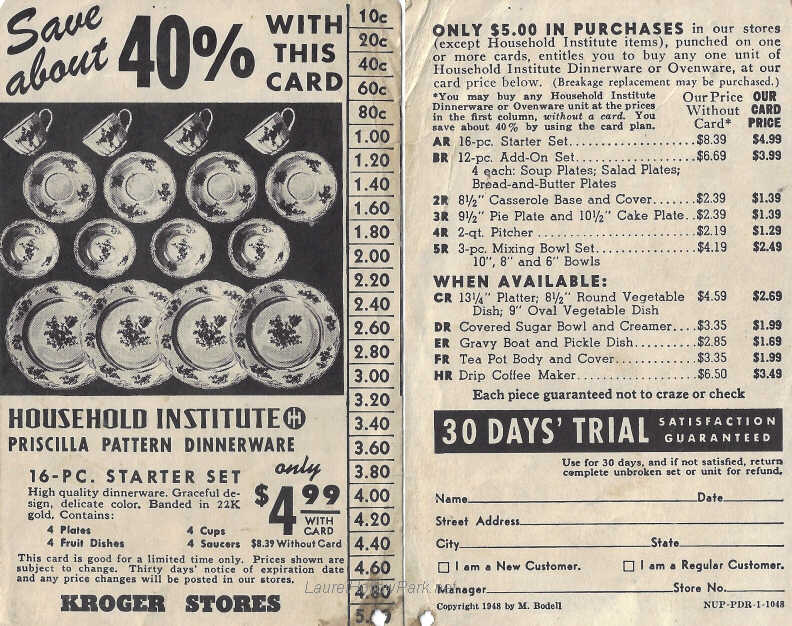 Save about
40%
WITH
THIS
CARD
HOUSEHOLD INSTITUTE HI
PRISCILLA PATTERN DINNERWARE
16-PC. STARTER SET
only
$4.99
WITH
CARD
High quality dinnerware. Graceful de-
sign, delicate color. Banded in 22K
gold. Contains:
4 Plates 4 Cups
4 Fruit Dishes 4 Saucers $8.39 Without Card
This card is good for a limited time only. Prices shown are
subject to change. Thirty days' notice of expiration date
and any price changes will be posted in our stores.
KROGER STORES
10c
20c
40c
60c
80c
1.00
1.20
1.40
1.60
1.80
2.00
2.20
2.40
2.60
2.80
3.00
3.20
3.40
3.60
3.80
4.00
4.20
4.40
4.60
4.80
ONLY $5.00 IN PURCHASES in our stores
(except Household Institute items), punched on one
or more cards, entitles you to buy any one unit of
Household Institute Dinnerware or Ovenware, at our
card price below. (Breakage replacement may be purchased.)
*You may buy any Household Institute
Dinnerware or Ovenware unit at the prices
in the first column, without a card. You
save about 40% by using the card plan.
Our Price
Without
Card*
OUR
CARD
PRICE
AR 16-pc. Starter Set.....................$8.39 $4.99
BR 12-pc. Add-On Set....................$6.69 $3.99
4 each: Soup Plates; Salad Plates;
Bread-and-Butter Plates
2R 8½" Casserole Base and Cover.......$2.39 $1.39
3R 9½" Pie Plate and 10½" Cake Plate..$2.39 $1.39
4R 2-qt. Pitcher..........................$2.19 $1.29
5R 3-pc. Mixing Bowl Set.................$4.19 $2.49
10", 8" and 6" Bowls
WHEN AVAILABLE:
CR 13¼" Platter; 8½" Round Vegetable $4.59 $2.69
Dish; 9" Oval Vegetable Dish
DR Covered Sugar Bowl and Creamer....$3.35 $1.99
ER Gravy Boat and Pickle Dish..........$2.85 $1.69
FR Tea Pot Body and Cover..............$3.35 $1.99
HR Drip Coffee Maker....................$6.50 $3.49
Each piece guaranteed not to craze or check
30 DAYS' TRIAL SATISFACTION
GUARANTEED
Use for 30 days, and if not satisfied, return
complete unbroken set or unit for refund.
Name Date
Street Address
City State
I am a New Customer. I am a Regular Customer.
Manager Store No.
Copyright 1948 by M. Bodell NUP-PDR-1-1048